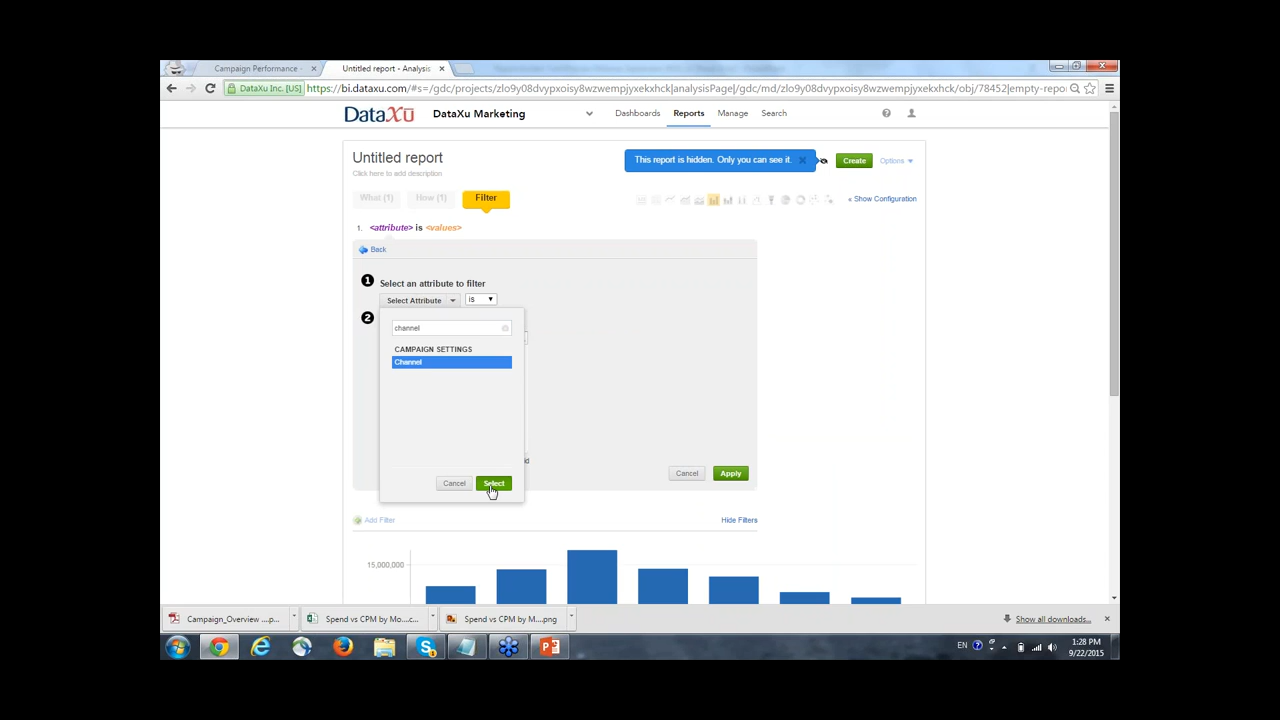 Campaign Performance -
Untitled report - Analysis
DataXu Inc. [US]
https://bi.dataxu.com/#s=/gdc/projects/zlo9y08dvypxoisy8wzwempjyxekxhck|analysisPage|/gdc/md/zlo9y08dvypxoisy8wzwempjyxekxhck/obj/78452|empty-repo
DataXu DataXu Marketing
Dashboards Reports Manage Search
Untitled report
This report is hidden. Only you can see it.
Create
Options
Click here to add description
What (1) How (1) Filter
« Show Configuration
1. <attribute> is <values>
Back
1 Select an attribute to filter
Select Attribute is
2
channel
CAMPAIGN SETTINGS
Channel
Cancel Apply
Cancel Select
Add Filter
Hide Filters
15,000,000
Campaign_Overview ....p...
Spend vs CPM by Mo....c...
Spend vs CPM by M....png
Show all downloads...
EN
1:28 PM
9/22/2015